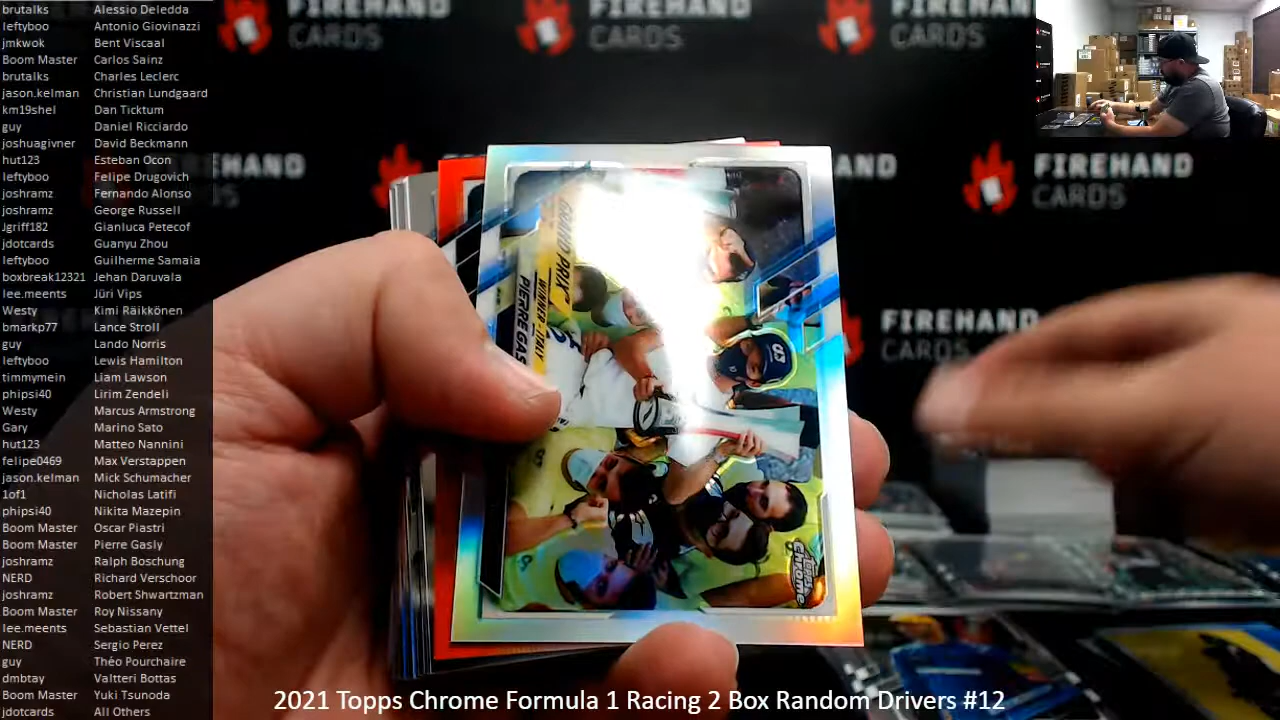 brutalks Alessio Deledda
leftyboo Antonio Giovinazzi
jmkwok Bent Viscaal
Boom Master Carlos Sainz
brutalks Charles Leclerc
jason.kelman Christian Lundgaard
km19shel Dan Ticktum
guy Daniel Ricciardo
joshuagivner David Beckmann
hut123 Esteban Ocon
leftyboo Felipe Drugovich
joshramz Fernando Alonso
joshramz George Russell
Jgriff182 Gianluca Petecof
jdotcards Guanyu Zhou
leftyboo Guilherme Samaia
boxbreak12321 Jehan Daruvala
lee.meents Jüri Vips
Westy Kimi Räikkönen
bmarkp77 Lance Stroll
guy Lando Norris
leftyboo Lewis Hamilton
timmymein Liam Lawson
phipsi40 Lirim Zendeli
Westy Marcus Armstrong
Gary Marino Sato
hut123 Matteo Nannini
felipe0469 Max Verstappen
jason.kelman Mick Schumacher
1of1 Nicholas Latifi
phipsi40 Nikita Mazepin
Boom Master Oscar Piastri
Boom Master Pierre Gasly
joshramz Ralph Boschung
NERD Richard Verschoor
joshramz Robert Shwartzman
Boom Master Roy Nissany
lee.meents Sebastian Vettel
NERD Sergio Perez
guy Théo Pourchaire
dmbtay Valtteri Bottas
Boom Master Yuki Tsunoda
jdotcards All Others
FIREHAND
CARDS
FIREHAND
CARDS
FIREHAN
CARDS
HAND
FIREHAND
CARDS
FIREHAND
CARDS
GRAND PRIX
WINNER - ITALY
PIERRE GAS
Topps
Chrome
2021 Topps Chrome Formula 1 Racing 2 Box Random Drivers #12